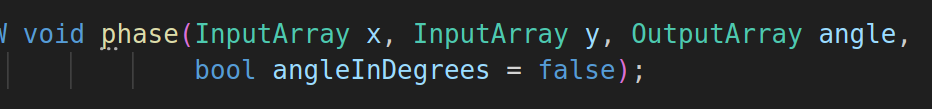 W void phase(InputArray x, InputArray y, OutputArray angle,
bool angleInDegrees = false);